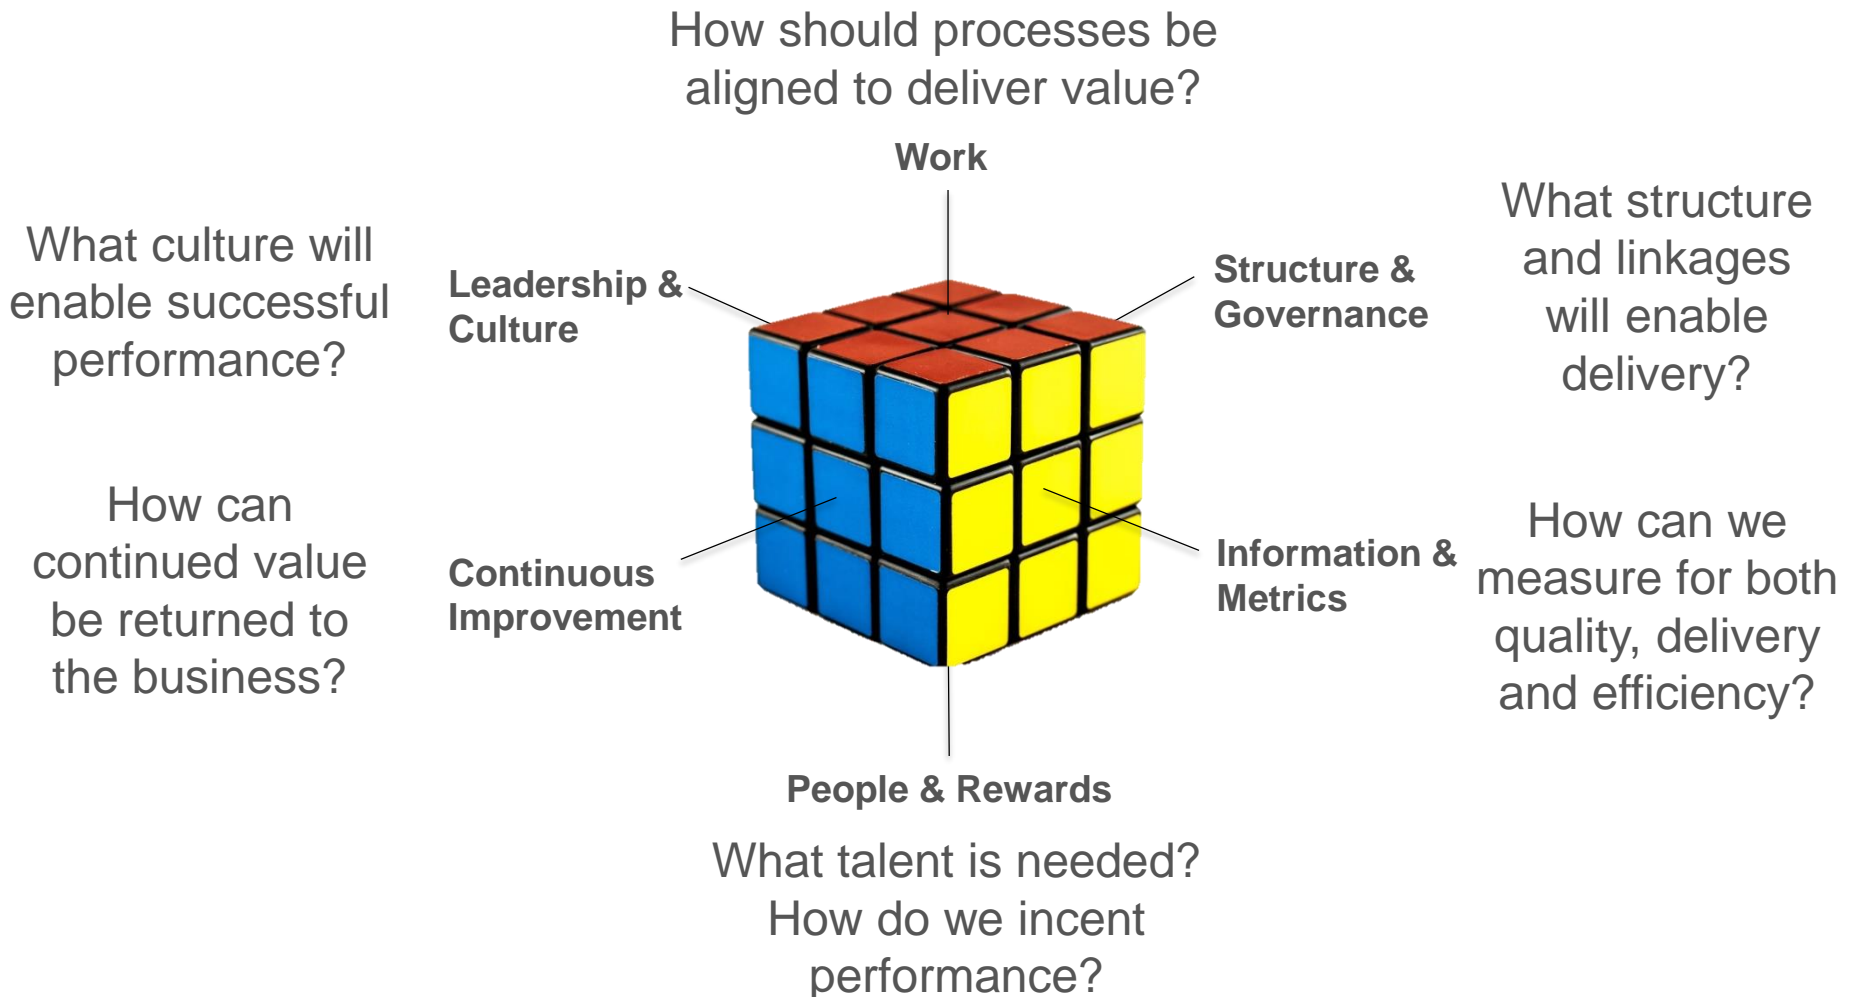 How should processes be
aligned to deliver value?
Work
What culture will
enable successful
performance?
Leadership &
Culture
Structure &
Governance
What structure
and linkages
will enable
delivery?
How can
continued value
be returned to
the business?
Continuous
Improvement
Information &
Metrics
How can we
measure for both
quality, delivery
and efficiency?
People & Rewards
What talent is needed?
How do we incent
performance?